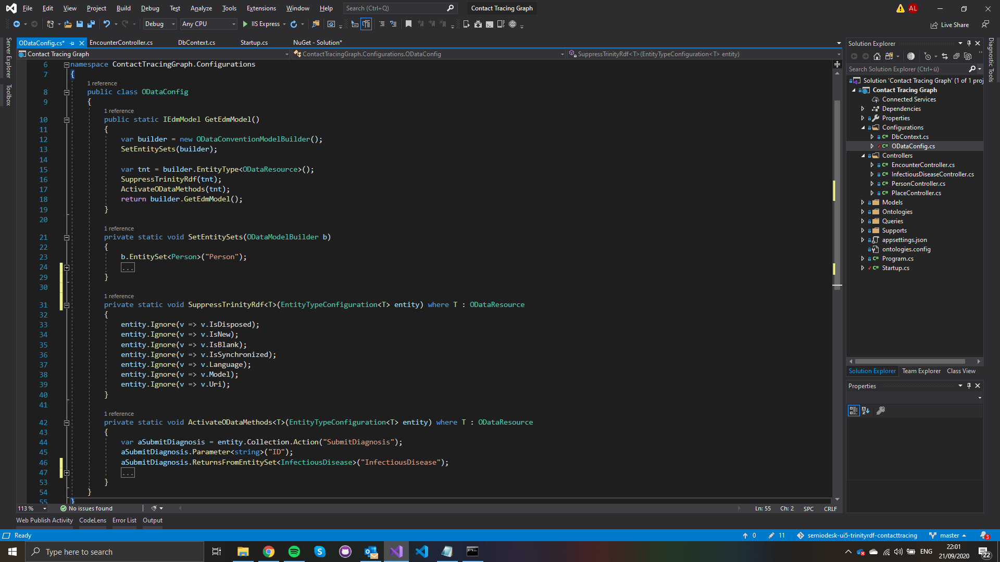 File Edit View Project Build Debug Test Analyze Tools Extensions Window Help Search (Ctrl+Q) Contact Tracing Graph AL
Debug Any CPU IIS Express Live Share
Server Explorer
Toolbox
ODataConfig.cs* EncounterController.cs DbContext.cs Startup.cs NuGet - Solution*
Contact Tracing Graph ContactTracingGraph.Configurations.ODataConfig SuppressTrinityRdf<T>(EntityTypeConfiguration<T> entity)
6 namespace ContactTracingGraph.Configurations
7 {
1 reference
8 public class ODataConfig
9 {
1 reference
10 public static IEdmModel GetEdmModel()
11 {
12 var builder = new ODataConventionModelBuilder();
13 SetEntitySets(builder);
14
15 var tnt = builder.EntityType<ODataResource>();
16 SuppressTrinityRdf(tnt);
17 ActivateODataMethods(tnt);
18 return builder.GetEdmModel();
19 }
20
1 reference
21 private static void SetEntitySets(ODataModelBuilder b)
22 {
23 b.EntitySet<Person>("Person");
24 ...
29 }
30
1 reference
31 private static void SuppressTrinityRdf<T>(EntityTypeConfiguration<T> entity) where T : ODataResource
32 {
33 entity.Ignore(v => v.IsDisposed);
34 entity.Ignore(v => v.IsNew);
35 entity.Ignore(v => v.IsBlank);
36 entity.Ignore(v => v.IsSynchronized);
37 entity.Ignore(v => v.Language);
38 entity.Ignore(v => v.Model);
39 entity.Ignore(v => v.Uri);
40 }
41
1 reference
42 private static void ActivateODataMethods<T>(EntityTypeConfiguration<T> entity) where T : ODataResource
43 {
44 var aSubmitDiagnosis = entity.Collection.Action("SubmitDiagnosis");
45 aSubmitDiagnosis.Parameter<string>("ID");
46 aSubmitDiagnosis.ReturnsFromEntitySet<InfectiousDisease>("InfectiousDisease");
47 ...
53 }
54 }
55 }
113 % No issues found Ln: 55 Ch: 2 SPC CRLF
Web Publish Activity CodeLens Error List Output
Solution Explorer
Search Solution Explorer (Ctrl+ü)
Solution 'Contact Tracing Graph' (1 of 1 proj
Contact Tracing Graph
Connected Services
Dependencies
Properties
Configurations
C# DbContext.cs
C# ODataConfig.cs
Controllers
C# EncounterController.cs
C# InfectiousDiseaseController.cs
C# PersonController.cs
C# PlaceController.cs
Models
Ontologies
Queries
Supports
appsettings.json
ontologies.config
C# Program.cs
C# Startup.cs
Solution Explorer Team Explorer Class View
Properties
Diagnostic Tools
Ready 0 11 semiodesk-ui5-trinityrdf-contacttracing master 3
Type here to search ENG 22:01 22
21/09/2020